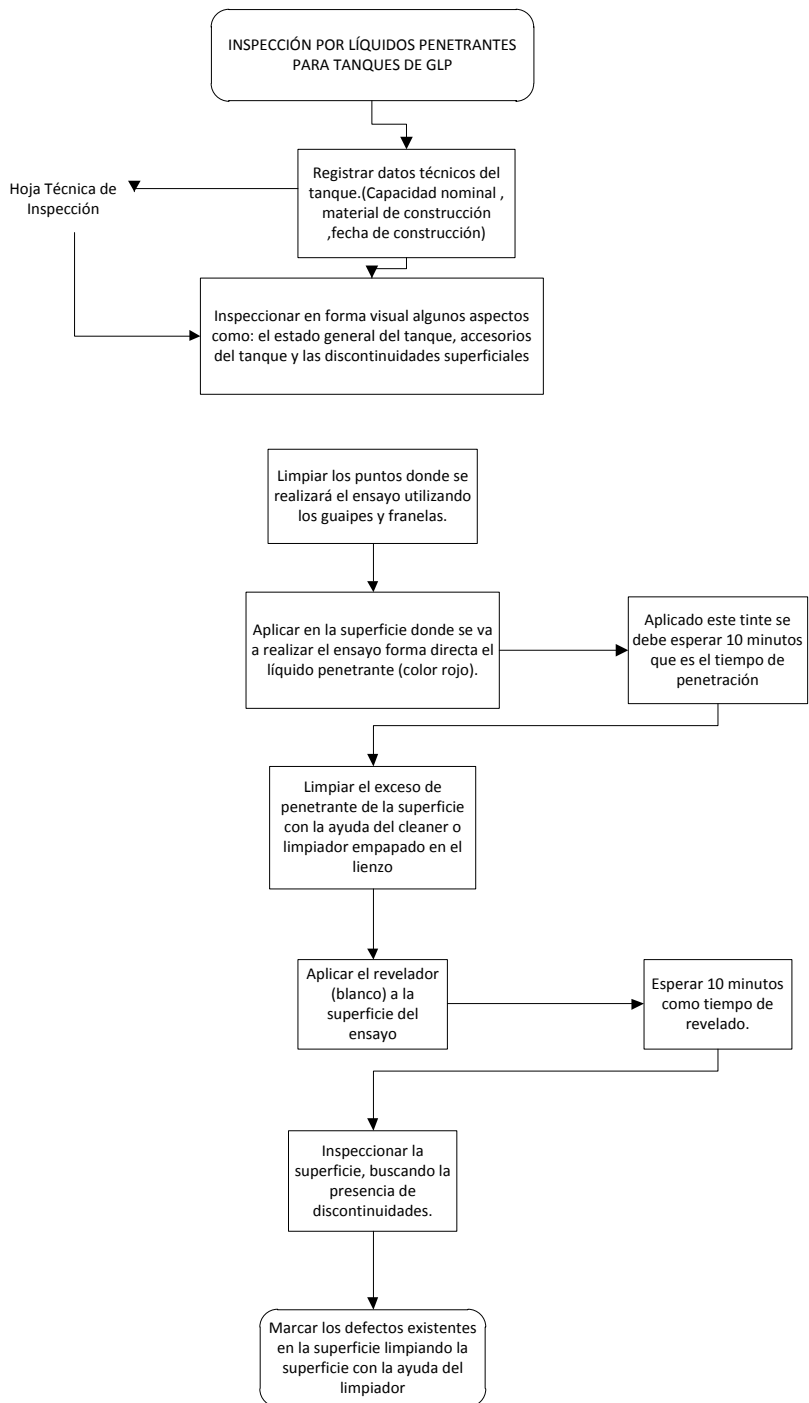 INSPECCIÓN POR LÍQUIDOS PENETRANTES
PARA TANQUES DE GLP
Registrar datos técnicos del
tanque.(Capacidad nominal ,
material de construcción
,fecha de construcción)
Hoja Técnica de
Inspección
Inspeccionar en forma visual algunos aspectos
como: el estado general del tanque, accesorios
del tanque y las discontinuidades superficiales
Limpiar los puntos donde se
realizará el ensayo utilizando
los guaipes y franelas.
Aplicar en la superficie donde se va
a realizar el ensayo forma directa el
líquido penetrante (color rojo).
Aplicado este tinte se
debe esperar 10 minutos
que es el tiempo de
penetración
Limpiar el exceso de
penetrante de la superficie
con la ayuda del cleaner o
limpiador empapado en el
lienzo
Aplicar el revelador
(blanco) a la
superficie del
ensayo
Esperar 10 minutos
como tiempo de
revelado.
Inspeccionar la
superficie, buscando la
presencia de
discontinuidades.
Marcar los defectos existentes
en la superficie limpiando la
superficie con la ayuda del
limpiador